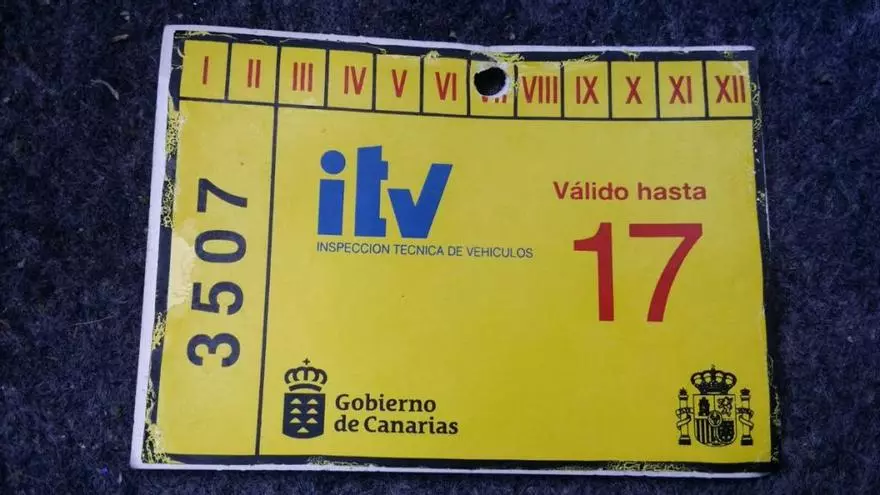 I II III IV V VI VIII IX X XI XII
3507
itv
INSPECCION TECNICA DE VEHICULOS
Válido hasta
17
Gobierno
de Canarias